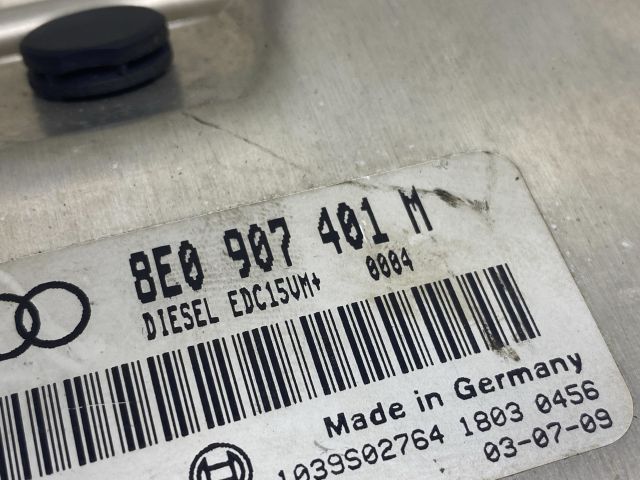 8E0 907 401 M
DIESEL EDC15VM+ 0004
Made in Germany
1039S02764 1803 0456
03-07-09